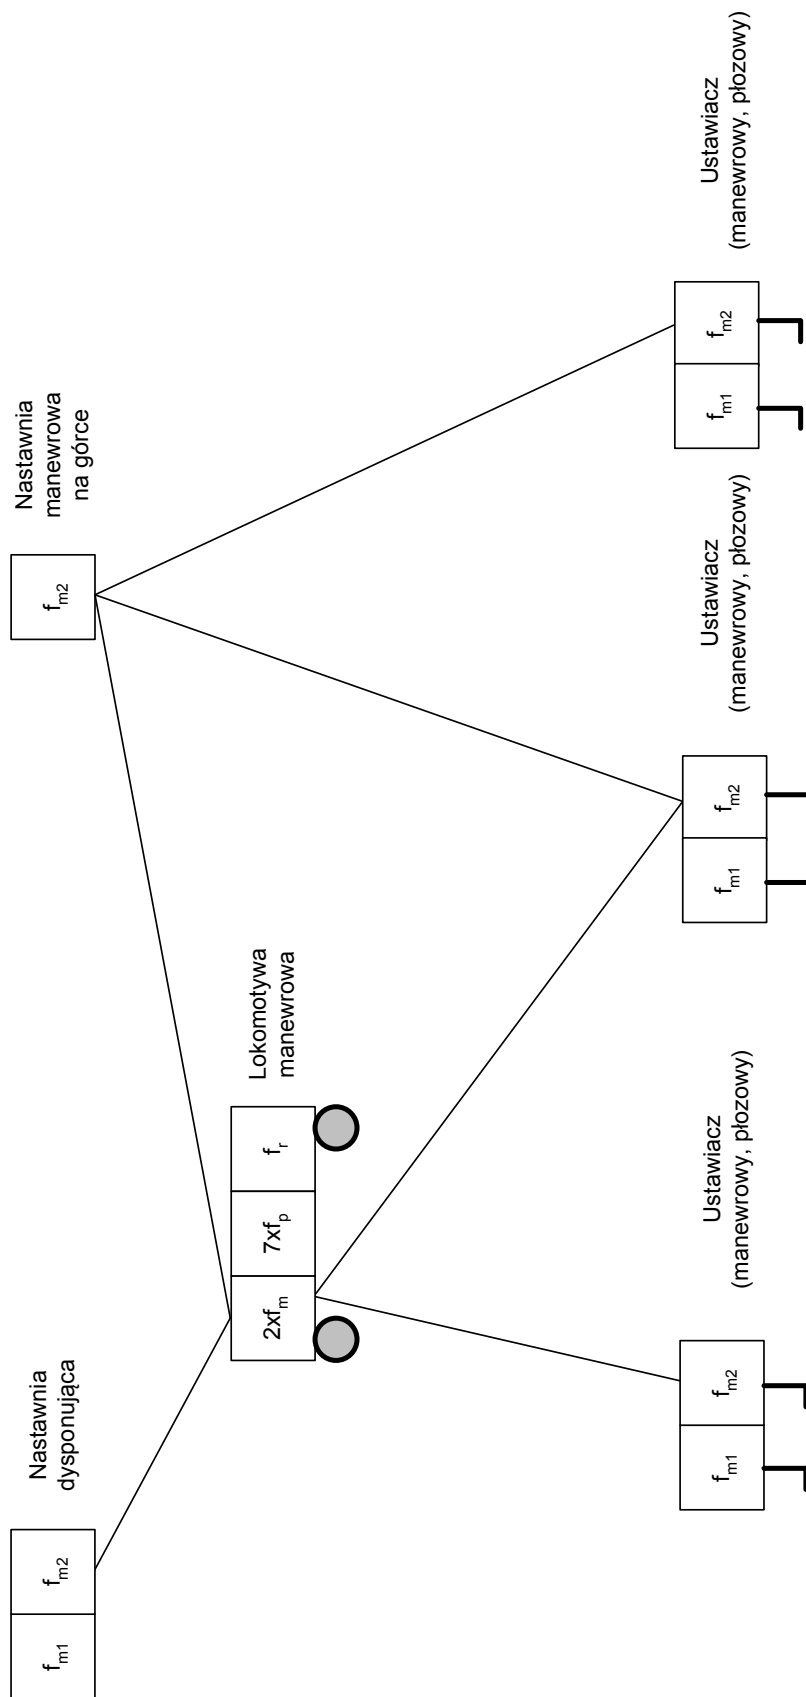 Nastawnia
dysponująca
f_m1
f_m2
Nastawnia
manewrowa
na górce
f_m2
Lokomotywa
manewrowa
2xf_m
7xf_p
f_r
Ustawiacz
(manewrowy, płozowy)
f_m1
f_m2
Ustawiacz
(manewrowy, płozowy)
f_m1
f_m2
Ustawiacz
(manewrowy, płozowy)
f_m1
f_m2